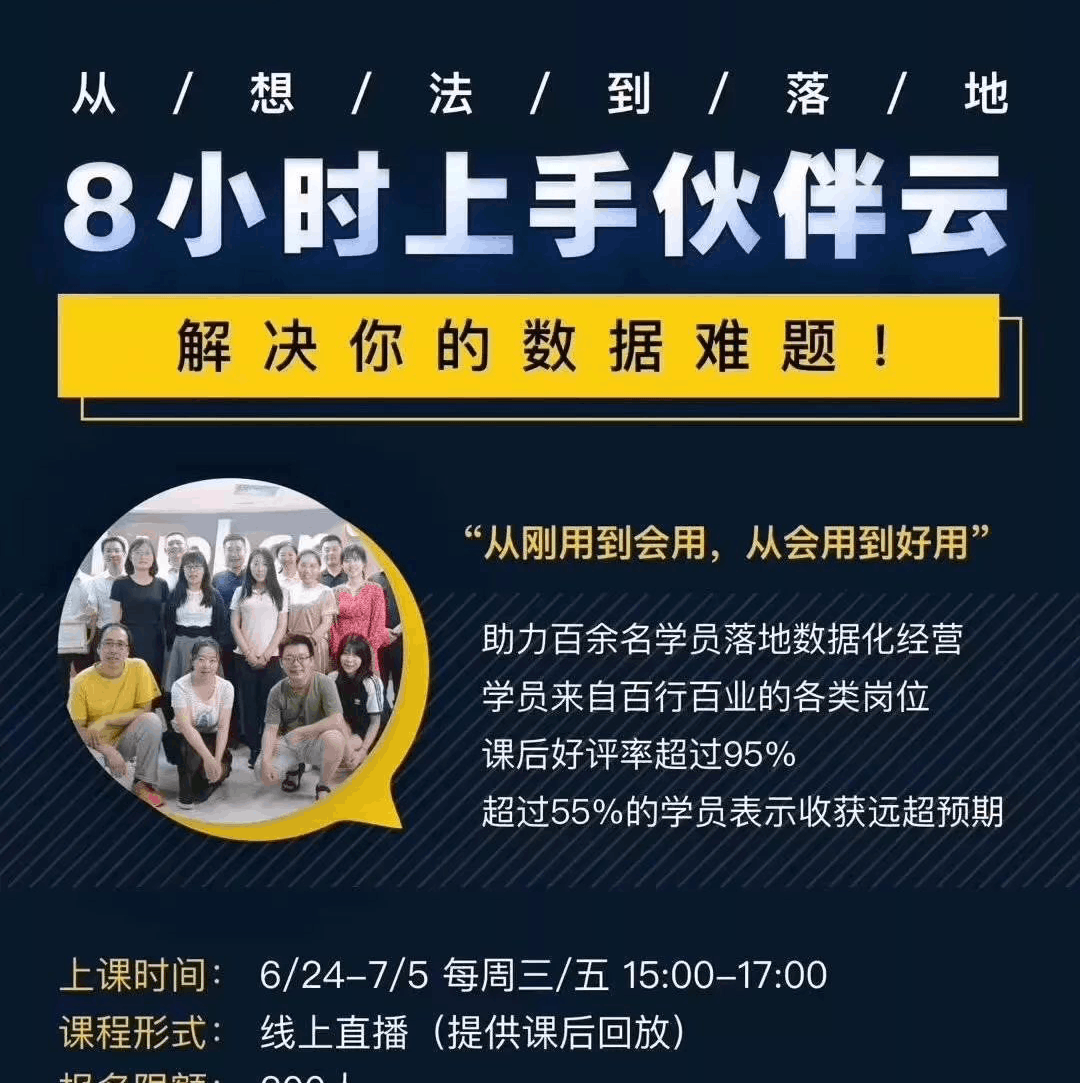 从/想/法/到/落/地
8小时上手伙伴云
解决你的数据难题！
“从刚用到会用，从会用到好用”
助力百余名学员落地数据化经营
学员来自百行百业的各类岗位
课后好评率超过95%
超过55%的学员表示收获远超预期
上课时间： 6/24-7/5 每周三/五 15:00-17:00
课程形式： 线上直播（提供课后回放）